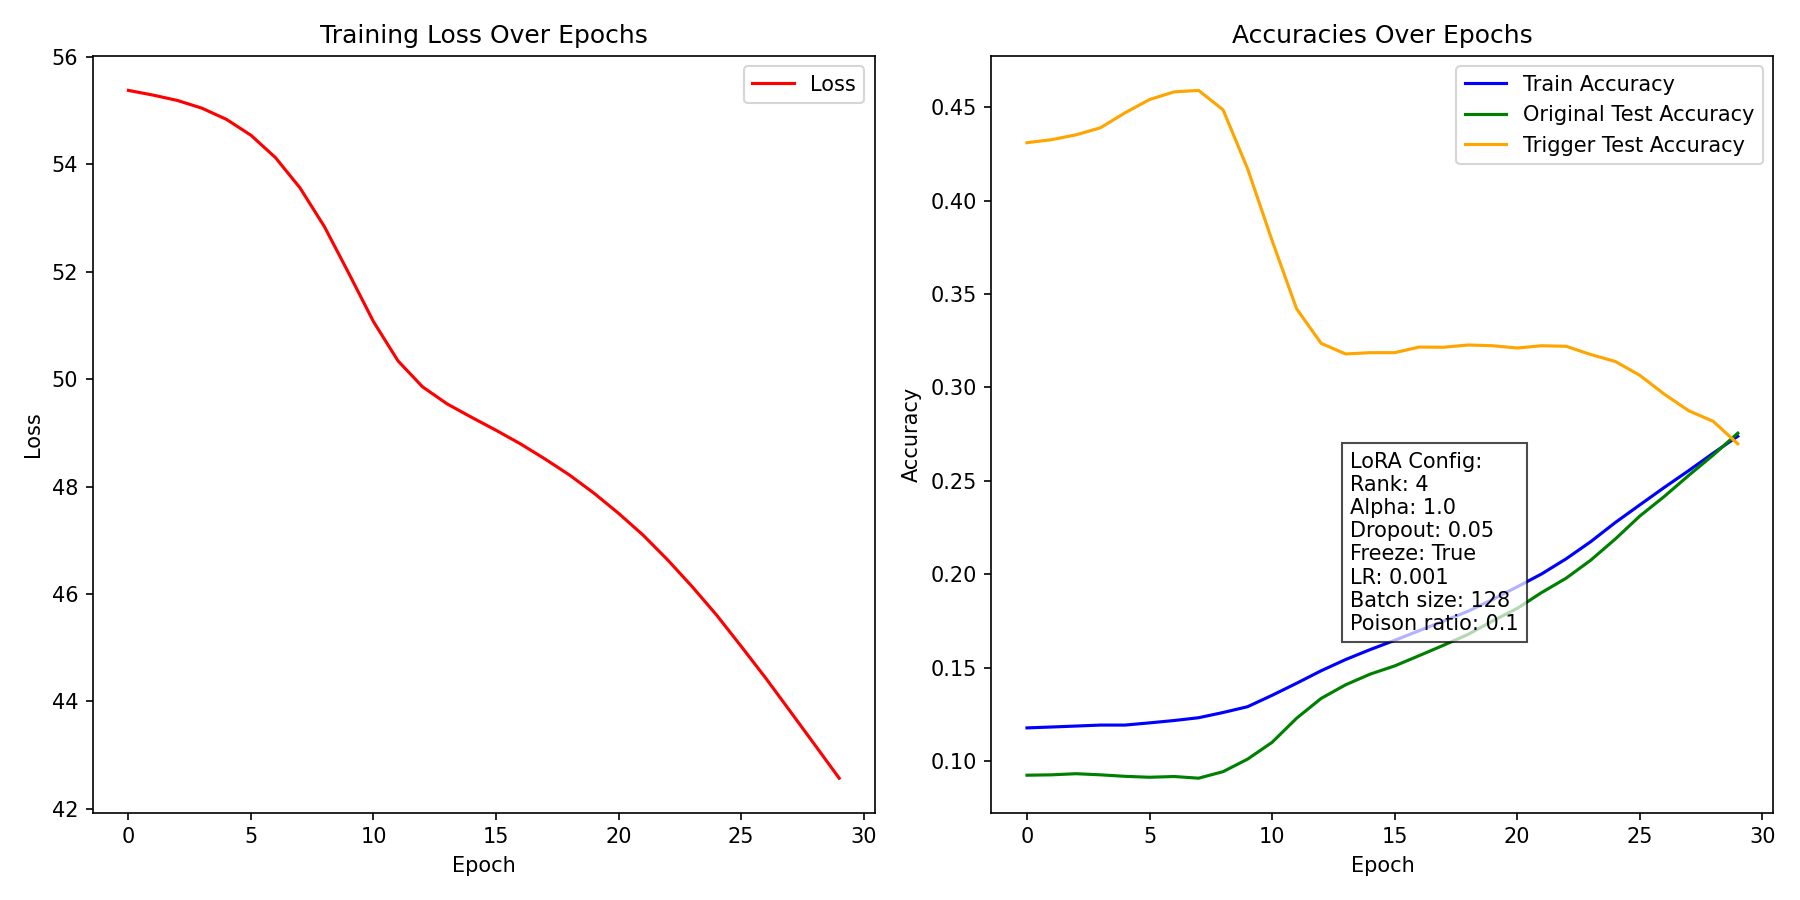 Training Loss Over Epochs
56
54
52
50
48
46
44
42
Loss
Loss
0 5 10 15 20 25 30
Epoch
Accuracies Over Epochs
0.45
0.40
0.35
0.30
0.25
0.20
0.15
0.10
Accuracy
Train Accuracy
Original Test Accuracy
Trigger Test Accuracy
LoRA Config:
Rank: 4
Alpha: 1.0
Dropout: 0.05
Freeze: True
LR: 0.001
Batch size: 128
Poison ratio: 0.1
0 5 10 15 20 25 30
Epoch